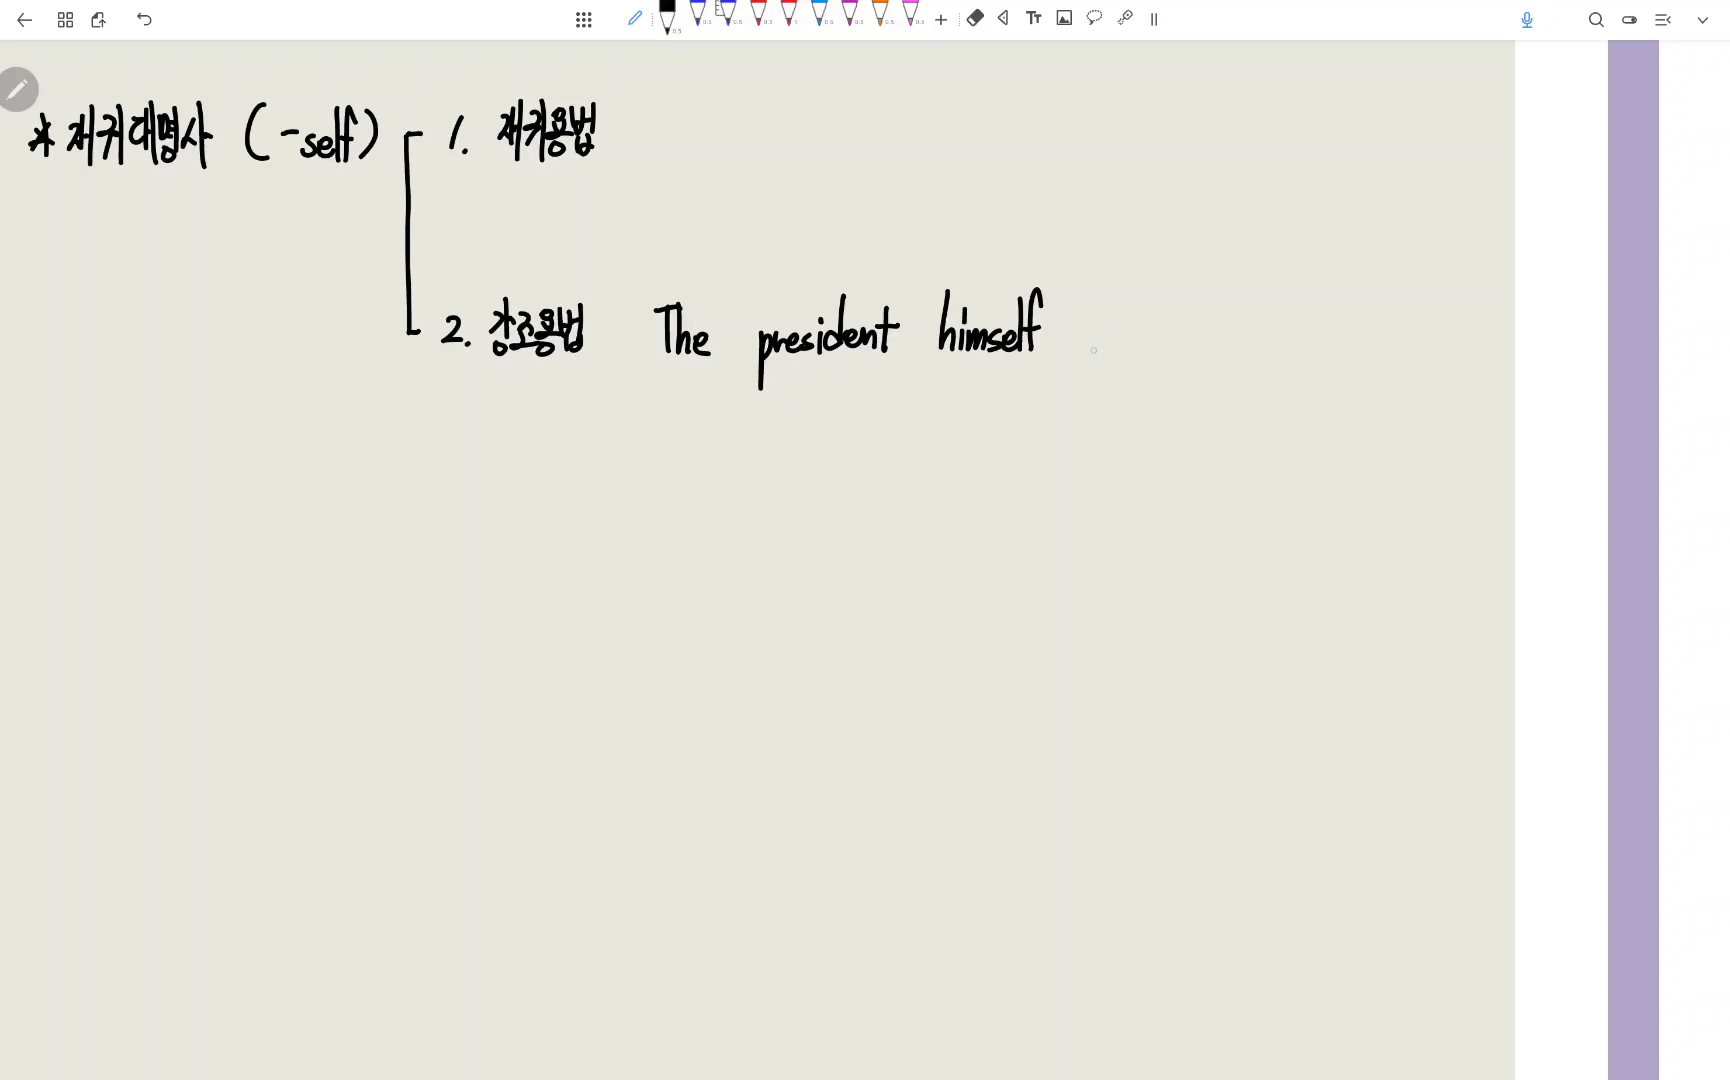 * 재귀대명사 (-self) 1. 재귀용법
2. 강조용법 The president himself